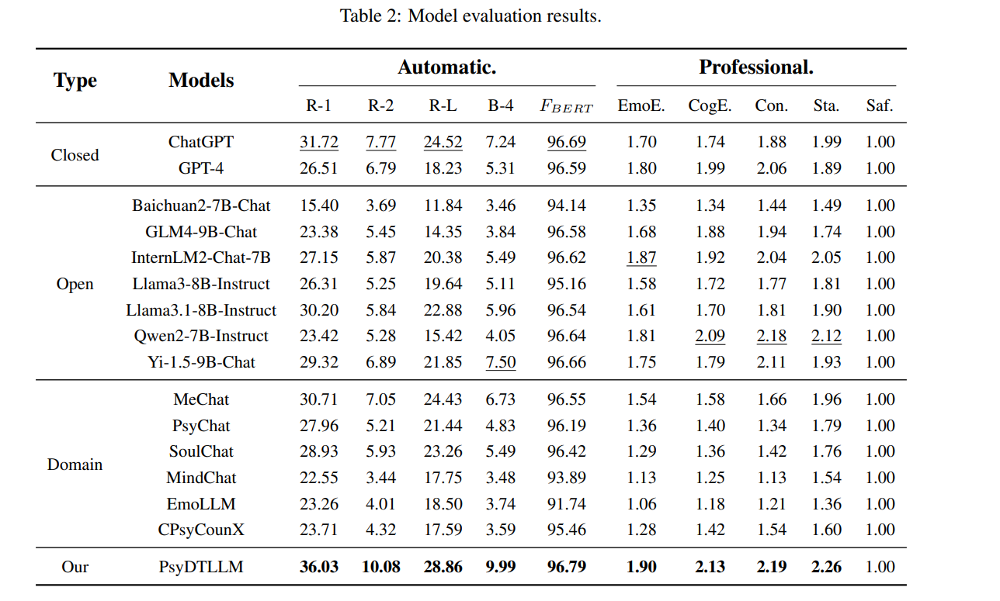 Table 2: Model evaluation results.
Type Models Automatic. Professional.
R-1 R-2 R-L B-4 F_BERT EmoE. CogE. Con. Sta. Saf.
Closed
ChatGPT 31.72 7.77 24.52 7.24 96.69 1.70 1.74 1.88 1.99 1.00
GPT-4 26.51 6.79 18.23 5.31 96.59 1.80 1.99 2.06 1.89 1.00
Open
Baichuan2-7B-Chat 15.40 3.69 11.84 3.46 94.14 1.35 1.34 1.44 1.49 1.00
GLM4-9B-Chat 23.38 5.45 14.35 3.84 96.58 1.68 1.88 1.94 1.74 1.00
InternLM2-Chat-7B 27.15 5.87 20.38 5.49 96.62 1.87 1.92 2.04 2.05 1.00
Llama3-8B-Instruct 26.31 5.25 19.64 5.11 95.16 1.58 1.72 1.77 1.81 1.00
Llama3.1-8B-Instruct 30.20 5.84 22.88 5.96 96.54 1.61 1.70 1.81 1.90 1.00
Qwen2-7B-Instruct 23.42 5.28 15.42 4.05 96.64 1.81 2.09 2.18 2.12 1.00
Yi-1.5-9B-Chat 29.32 6.89 21.85 7.50 96.66 1.75 1.79 2.11 1.93 1.00
Domain
MeChat 30.71 7.05 24.43 6.73 96.55 1.54 1.58 1.66 1.96 1.00
PsyChat 27.96 5.21 21.44 4.83 96.19 1.36 1.40 1.34 1.79 1.00
SoulChat 28.93 5.93 23.26 5.49 96.42 1.29 1.36 1.42 1.76 1.00
MindChat 22.55 3.44 17.75 3.48 93.89 1.13 1.25 1.13 1.54 1.00
EmoLLM 23.26 4.01 18.50 3.74 91.74 1.06 1.18 1.21 1.36 1.00
CPsyCounX 23.71 4.32 17.59 3.59 95.46 1.28 1.42 1.54 1.60 1.00
Our PsyDTLLM 36.03 10.08 28.86 9.99 96.79 1.90 2.13 2.19 2.26 1.00